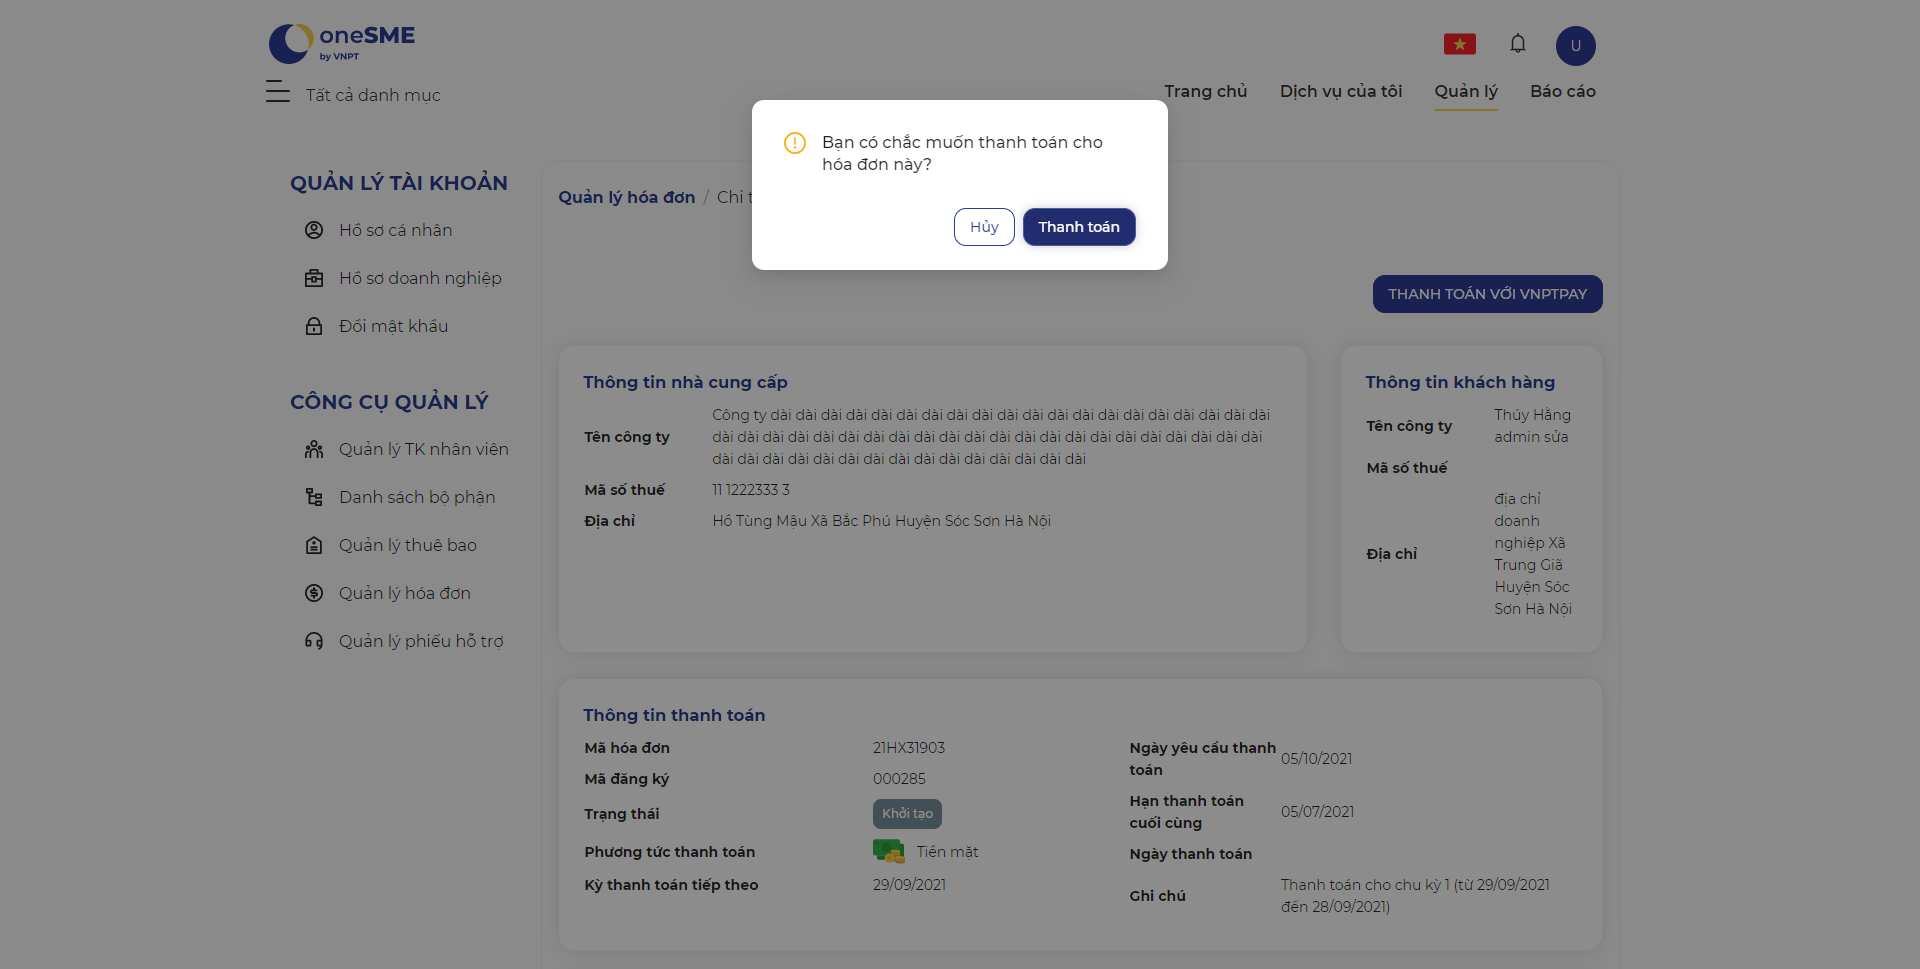 oneSME
by VNPT
U
Tất cả danh mục
Trang chủ
Dịch vụ của tôi
Quản lý
Báo cáo
Bạn có chắc muốn thanh toán cho
hóa đơn này?
Hủy
Thanh toán
QUẢN LÝ TÀI KHOẢN
Hồ sơ cá nhân
Hồ sơ doanh nghiệp
Đổi mật khẩu
CÔNG CỤ QUẢN LÝ
Quản lý TK nhân viên
Danh sách bộ phận
Quản lý thuê bao
Quản lý hóa đơn
Quản lý phiếu hỗ trợ
Quản lý hóa đơn / Chi
THANH TOÁN VỚI VNPTPAY
Thông tin nhà cung cấp
Tên công ty
Công ty dài dài dài dài dài dài dài dài dài dài dài dài dài dài dài dài dài dài dài dài
dài dài dài dài dài dài dài dài dài dài dài dài dài dài dài dài dài dài dài dài dài dài
dài dài dài dài dài dài dài dài dài dài dài dài dài dài dài
Mã số thuế
11 1222333 3
Địa chỉ
Hồ Tùng Mậu Xã Bắc Phú Huyện Sóc Sơn Hà Nội
Thông tin khách hàng
Tên công ty
Thúy Hằng
admin sửa
Mã số thuế
Địa chỉ
địa chỉ
doanh
nghiệp Xã
Trung Giã
Huyện Sóc
Sơn Hà Nội
Thông tin thanh toán
Mã hóa đơn
21HX31903
Mã đăng ký
000285
Trạng thái
Khởi tạo
Phương tức thanh toán
Tiền mặt
Kỳ thanh toán tiếp theo
29/09/2021
Ngày yêu cầu thanh
toán
05/10/2021
Hạn thanh toán
cuối cùng
05/07/2021
Ngày thanh toán
Ghi chú
Thanh toán cho chu kỳ 1 (từ 29/09/2021
đến 28/09/2021)